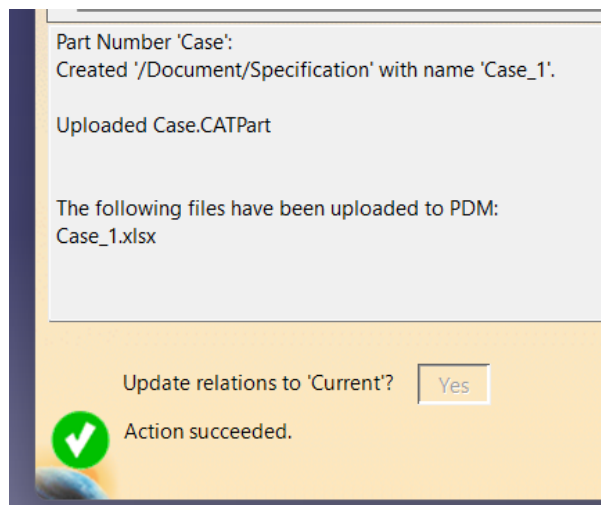 Part Number 'Case':
Created '/Document/Specification' with name 'Case_1'.
Uploaded Case.CATPart
The following files have been uploaded to PDM:
Case_1.xlsx
Update relations to 'Current'? Yes
Action succeeded.